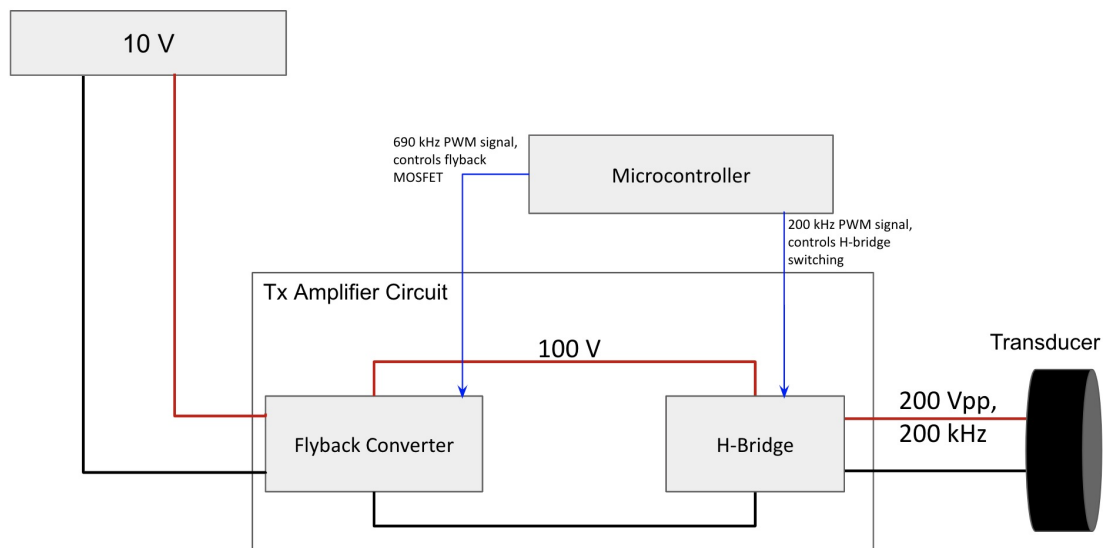 10 V
690 kHz PWM signal,
controls flyback
MOSFET
Microcontroller
200 kHz PWM signal,
controls H-bridge
switching
Tx Amplifier Circuit
100 V
Transducer
Flyback Converter
H-Bridge
200 Vpp,
200 kHz